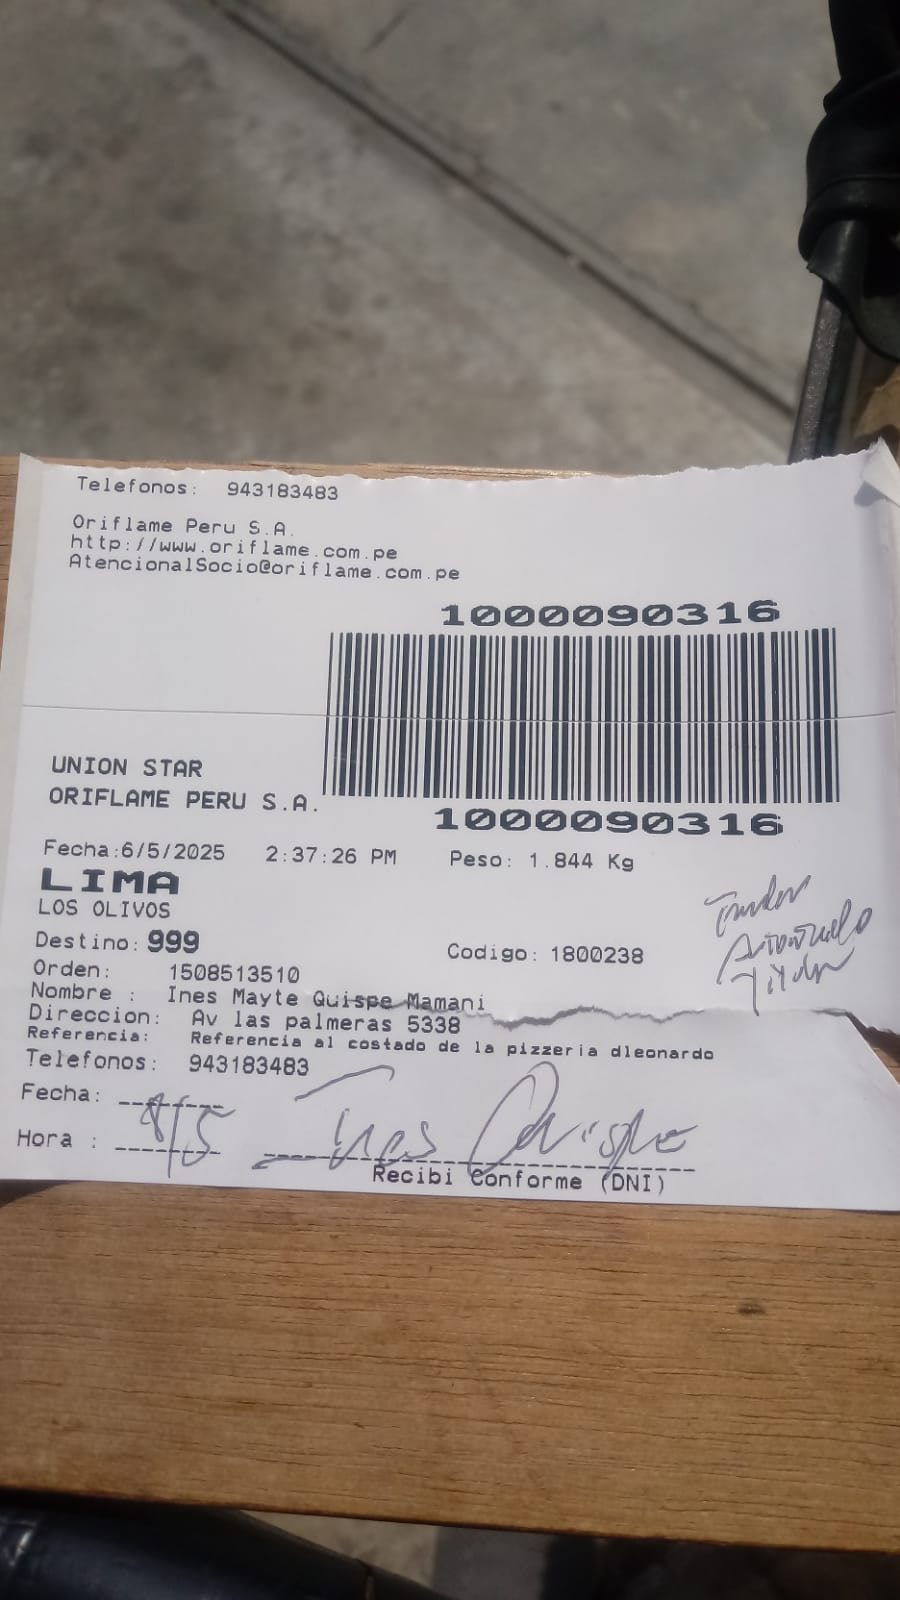 Telefonos: 943183483
Oriflame Peru S.A.
http://www.oriflame.com.pe
AtencionalSocio@oriflame.com.pe
1000090316
UNION STAR
ORIFLAME PERU S.A.
1000090316
Fecha:6/5/2025 2:37:26 PM Peso: 1.844 Kg
LIMA
LOS OLIVOS
Destino: 999 Codigo: 1800238
Orden: 1508513510
Nombre : Ines Mayte Quispe Mamani
Direccion: Av las palmeras 5338
Referencia: Referencia al costado de la pizzeria dleonardo
Telefonos: 943183483
Fecha: 8/5
Ines Quispe
Hora :
Recibi Conforme (DNI)